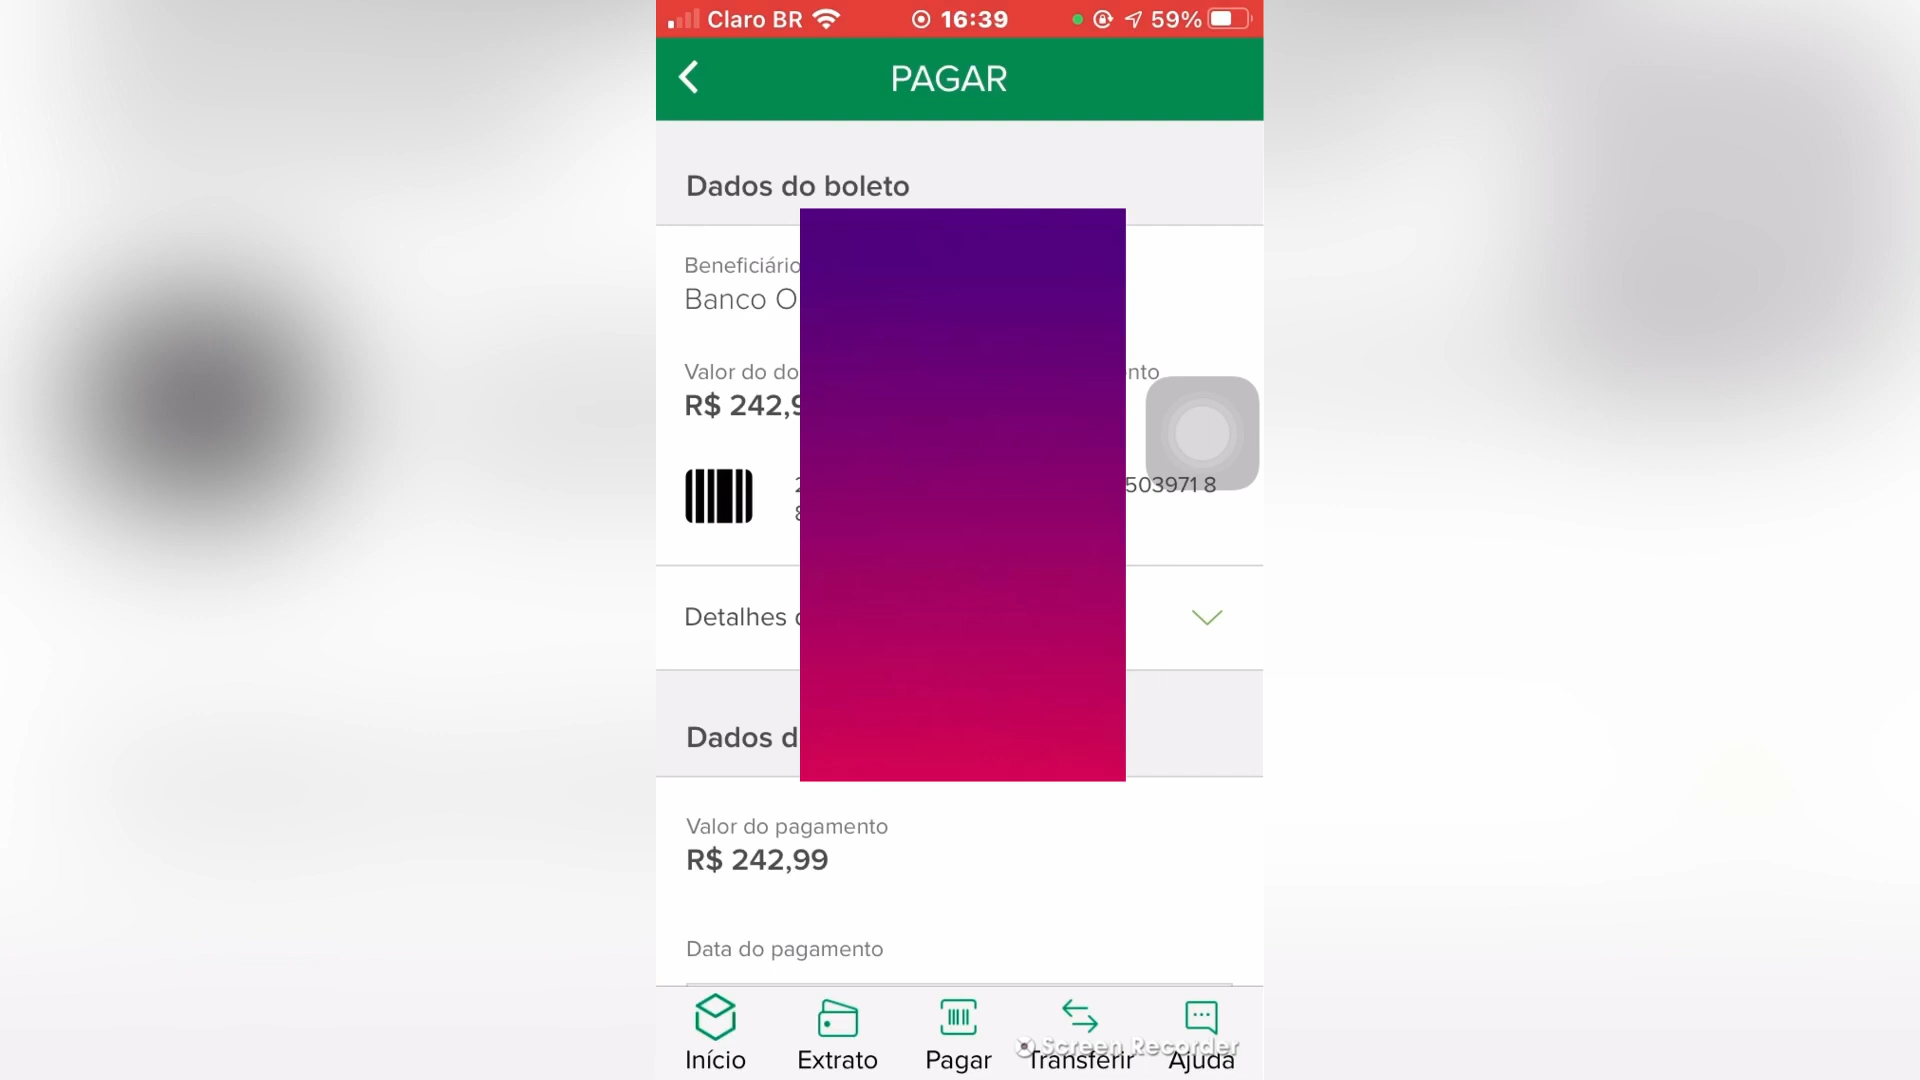 Claro BR 16:39 59%
PAGAR
Dados do boleto
Beneficiário
Banco O
Valor do do nto
R$ 242,9
503971 8
Detalhes
Dados d
Valor do pagamento
R$ 242,99
Data do pagamento
Screen Recorder
Início Extrato Pagar Transferir Ajuda